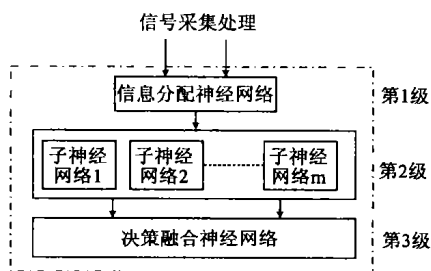 信号采集处理
信息分配神经网络
第1级
子神经
网络1
子神经
网络2
子神经
网络m
第2级
决策融合神经网络
第3级